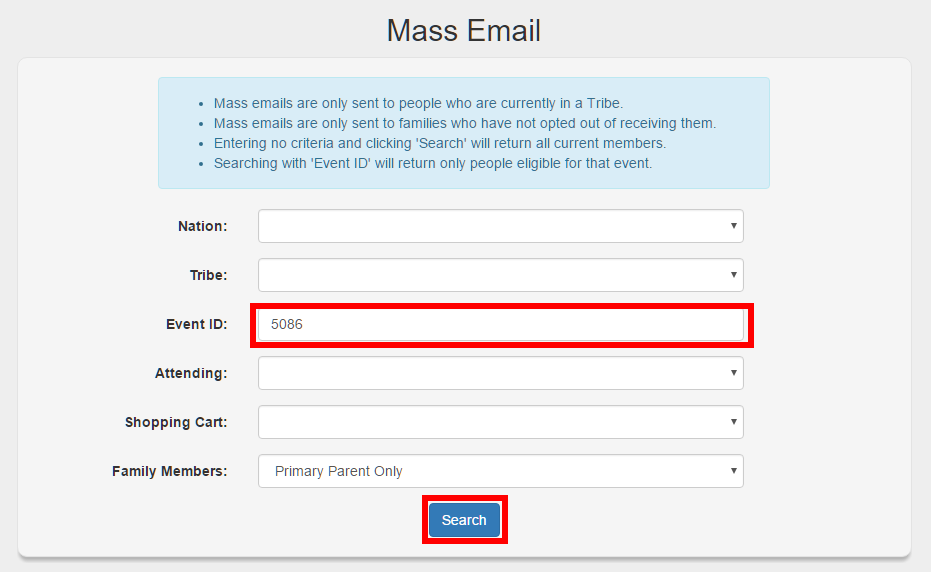 Mass Email
• Mass emails are only sent to people who are currently in a Tribe.
• Mass emails are only sent to families who have not opted out of receiving them.
• Entering no criteria and clicking 'Search' will return all current members.
• Searching with 'Event ID' will return only people eligible for that event.
Nation:
Tribe:
Event ID: 5086
Attending:
Shopping Cart:
Family Members: Primary Parent Only
Search